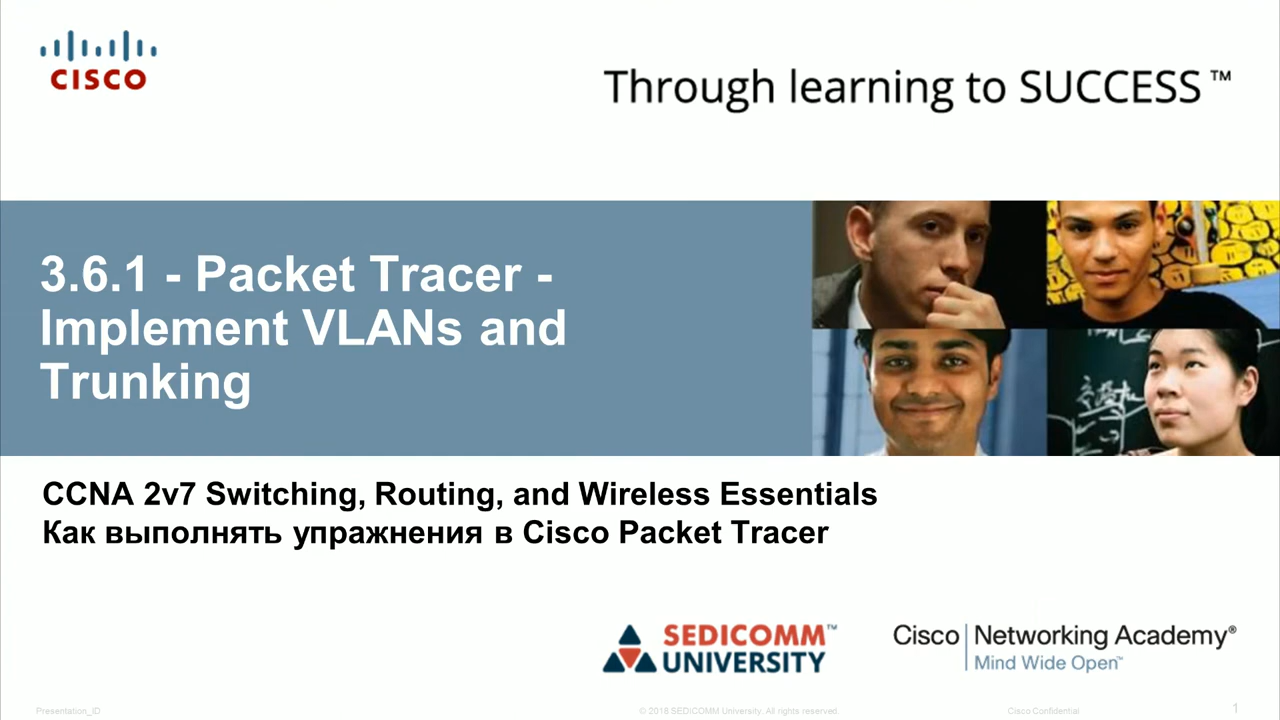 CISCO
Through learning to SUCCESS™
3.6.1 - Packet Tracer -
Implement VLANs and
Trunking
CCNA 2v7 Switching, Routing, and Wireless Essentials
Как выполнять упражнения в Cisco Packet Tracer
SEDICOMM™
UNIVERSITY
Cisco Networking Academy®
Mind Wide Open™
Presentation_ID
© 2018 SEDICOMM University. All rights reserved.
Cisco Confidential
1